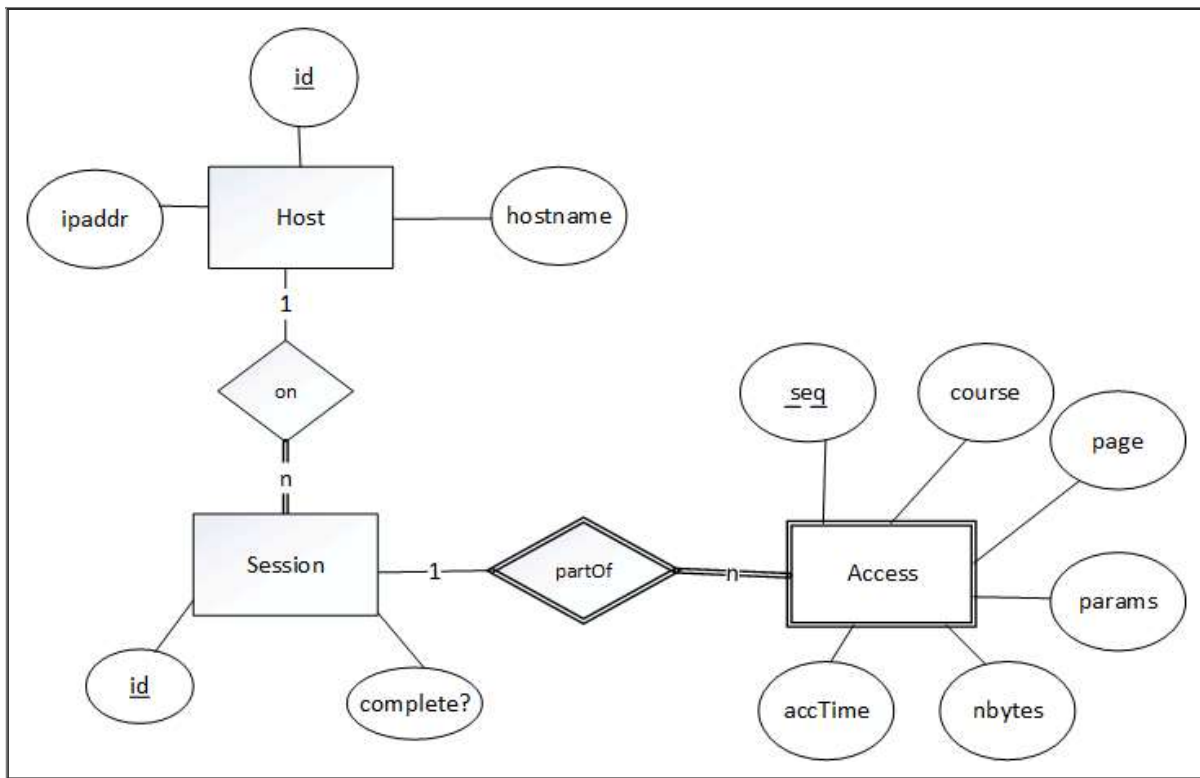 id
ipaddr
Host
hostname
1
on
n
seq
course
page
Session
1
partOf
n
Access
params
id
complete?
accTime
nbytes